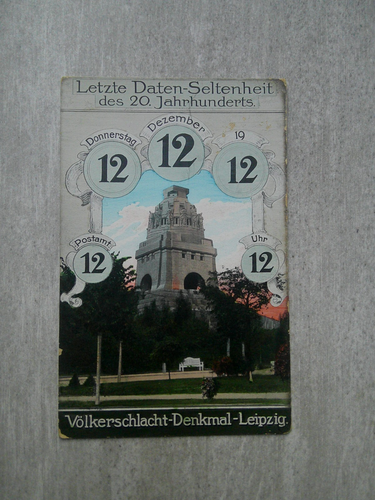 Letzte Daten-Seltenheit
des 20. Jahrhunderts.
Donnerstag
12
Dezember
12
19
12
Postamt
12
Uhr
12
Völkerschlacht-Denkmal-Leipzig.